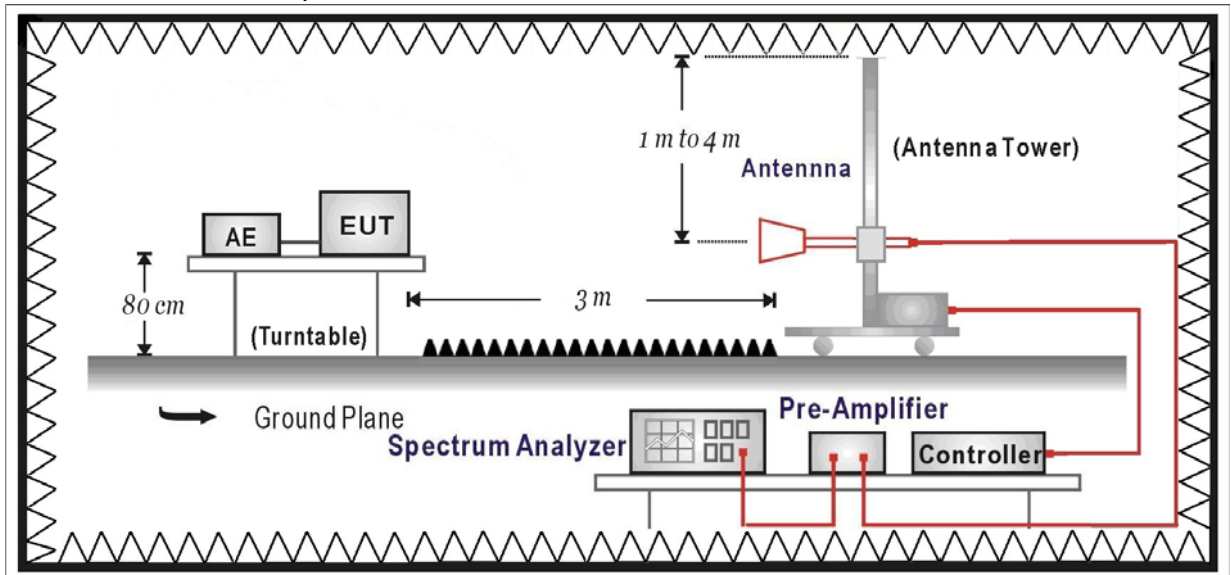 1 m to 4 m
(Antenna Tower)
Antennna
AE
EUT
80 cm
3 m
(Turntable)
Ground Plane
Pre-Amplifier
Spectrum Analyzer
Controller